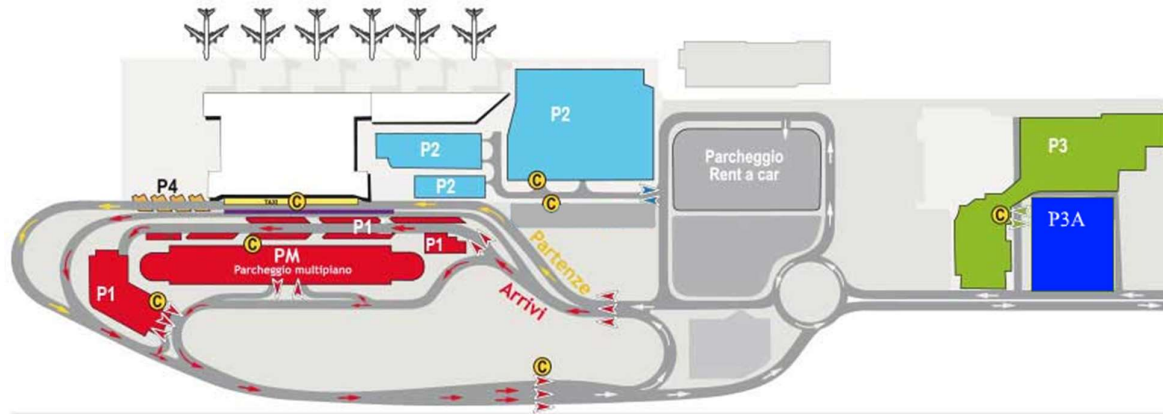 P2
P2
P2
P3
Parcheggio
Rent a car
P4
TAXI
C
C
C
C
P3A
P1
P1
C
PM
Parcheggio multipiano
Partenze
P1
C
Arrivi
C